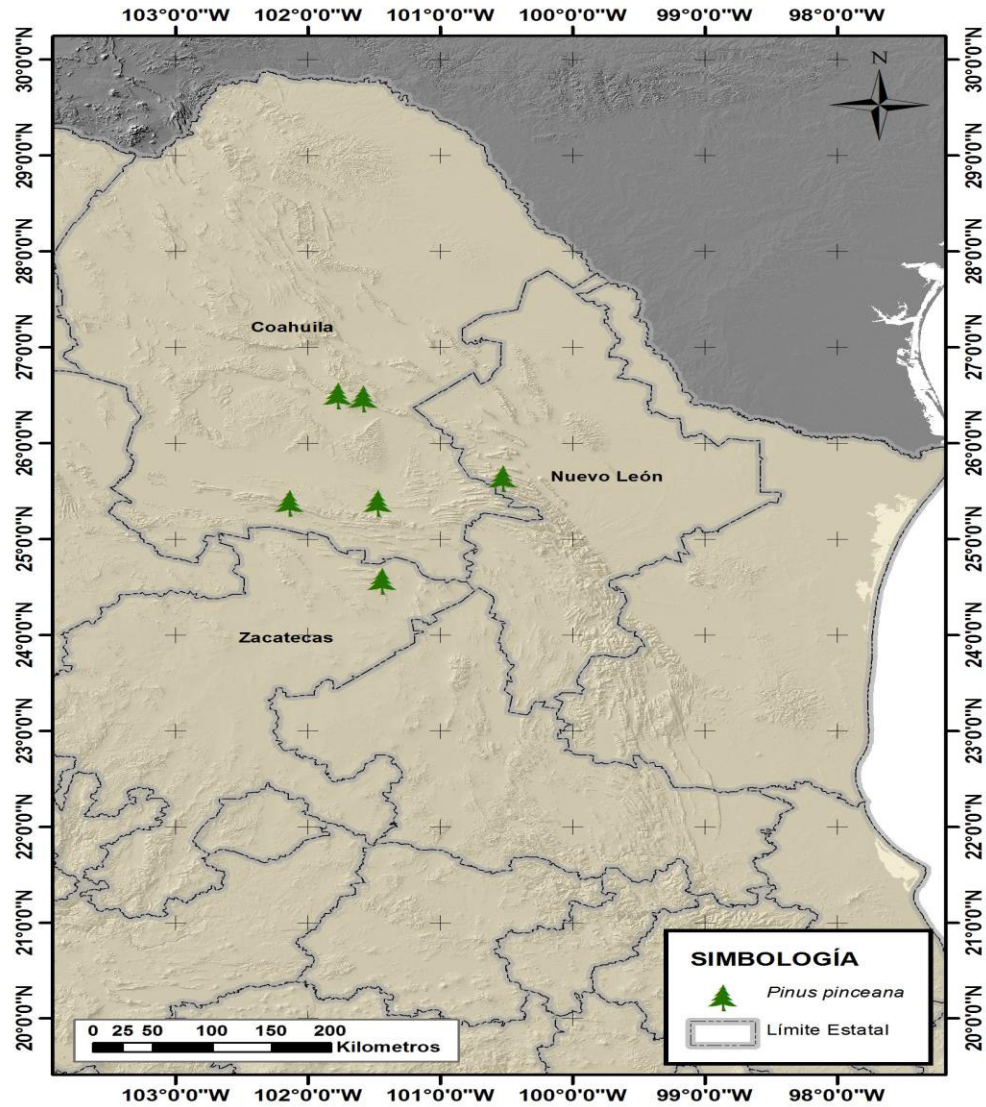 103°0'0"W 102°0'0"W 101°0'0"W 100°0'0"W 99°0'0"W 98°0'0"W
30°0'0"N 30°0'0"N
N
29°0'0"N 29°0'0"N
28°0'0"N 28°0'0"N
Coahuila
27°0'0"N 27°0'0"N
26°0'0"N 26°0'0"N
Nuevo León
25°0'0"N 25°0'0"N
Zacatecas
24°0'0"N 24°0'0"N
23°0'0"N 23°0'0"N
22°0'0"N 22°0'0"N
21°0'0"N 21°0'0"N
SIMBOLOGÍA
Pinus pinceana
Límite Estatal
20°0'0"N 20°0'0"N
0 25 50 100 150 200
Kilometros
103°0'0"W 102°0'0"W 101°0'0"W 100°0'0"W 99°0'0"W 98°0'0"W